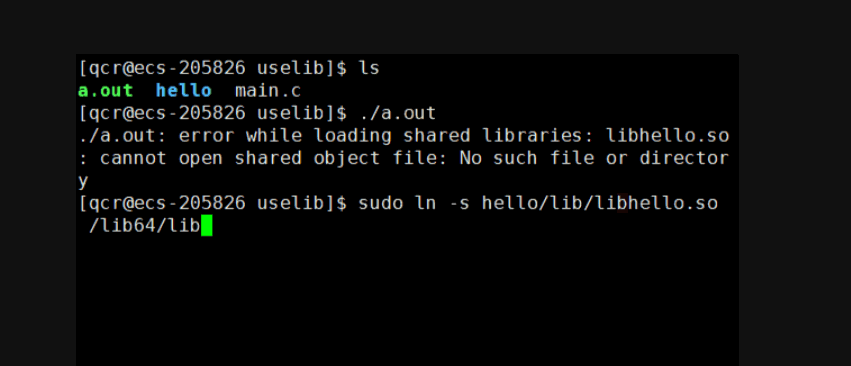 [qcr@ecs-205826 uselib]$ ls
a.out  hello  main.c
[qcr@ecs-205826 uselib]$ ./a.out
./a.out: error while loading shared libraries: libhello.so
: cannot open shared object file: No such file or director
y
[qcr@ecs-205826 uselib]$ sudo ln -s hello/lib/libhello.so
 /lib64/lib